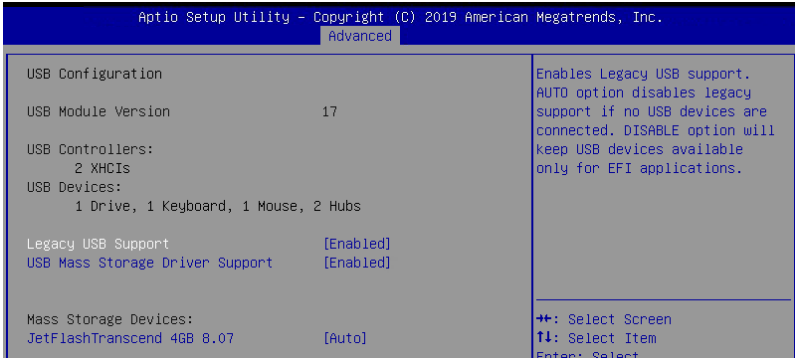 Aptio Setup Utility – Copyright (C) 2019 American Megatrends, Inc.
Advanced
USB Configuration
USB Module Version 17
USB Controllers:
2 XHCIs
USB Devices:
1 Drive, 1 Keyboard, 1 Mouse, 2 Hubs
Legacy USB Support [Enabled]
USB Mass Storage Driver Support [Enabled]
Mass Storage Devices:
JetFlashTranscend 4GB 8.07 [Auto]
Enables Legacy USB support.
AUTO option disables legacy
support if no USB devices are
connected. DISABLE option will
keep USB devices available
only for EFI applications.
→←: Select Screen
↑↓: Select Item
Enter: Select